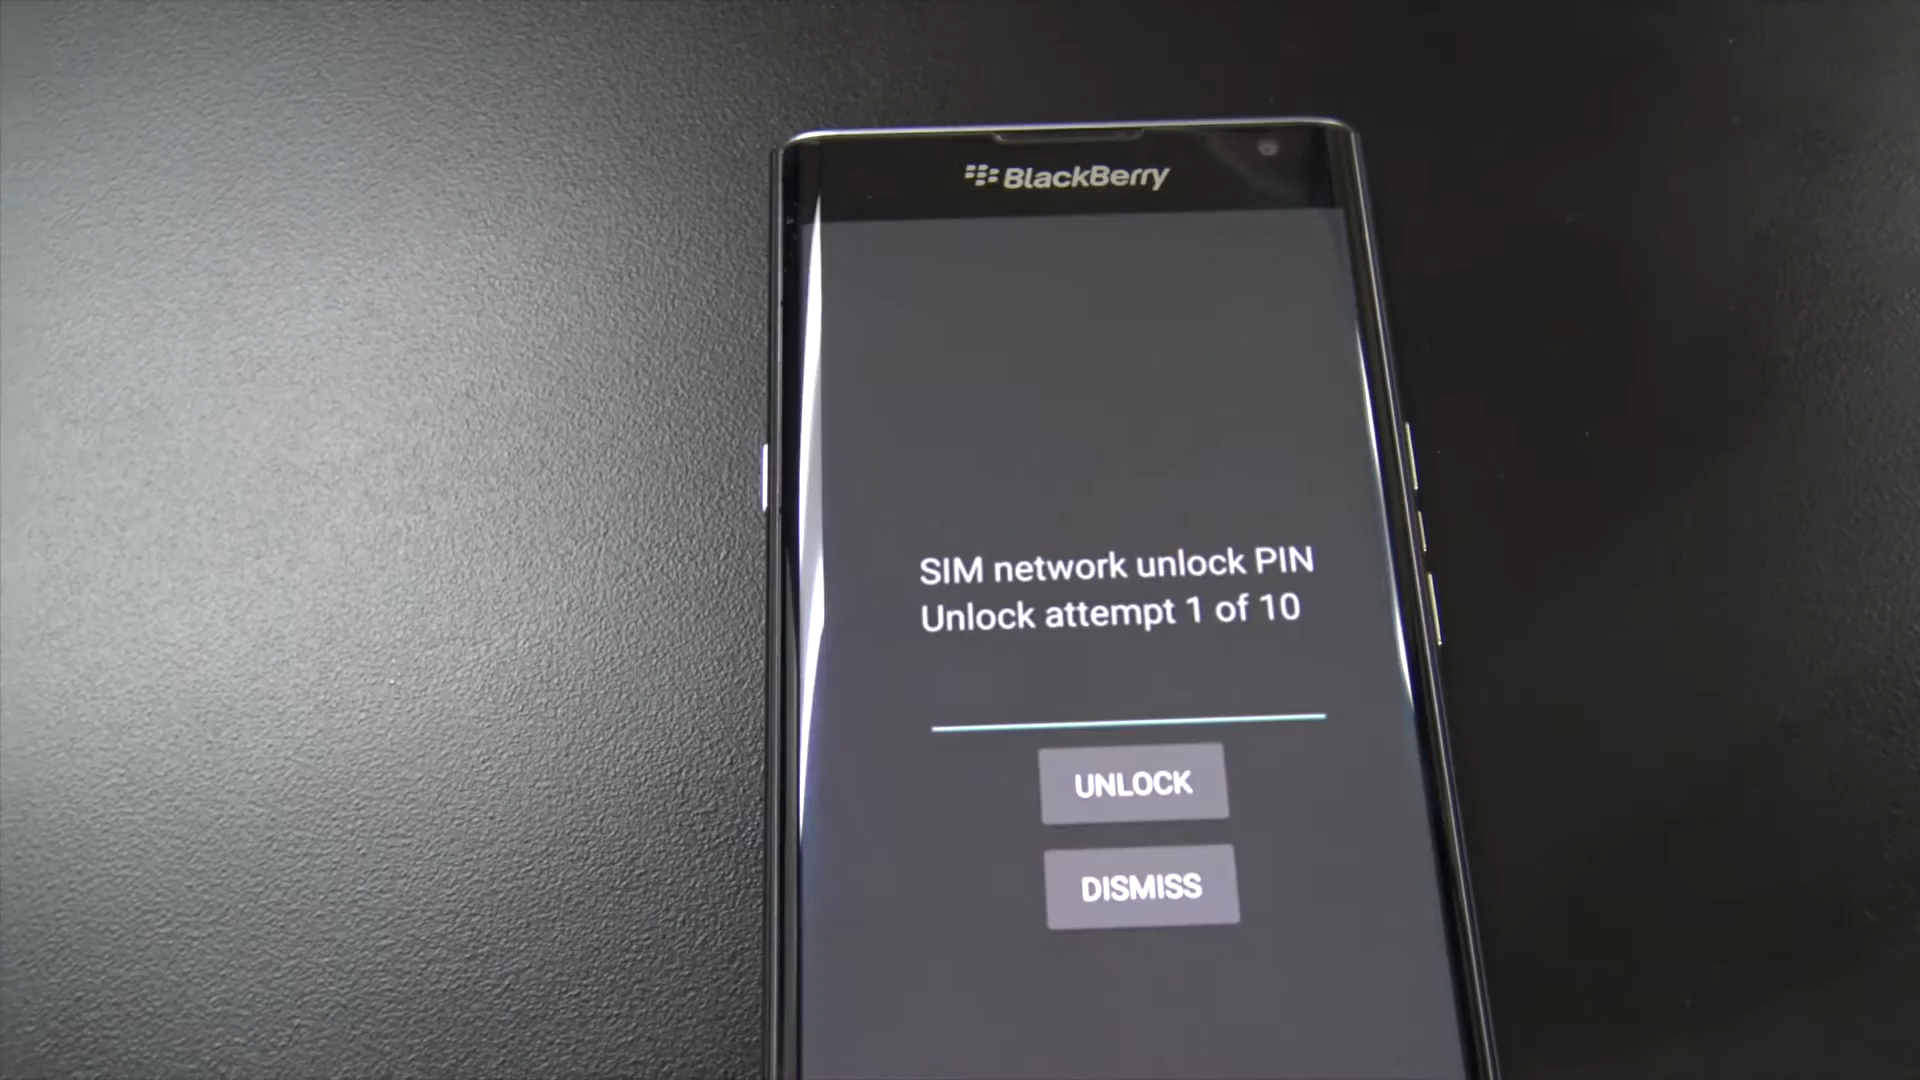 BlackBerry
SIM network unlock PIN
Unlock attempt 1 of 10
UNLOCK
DISMISS